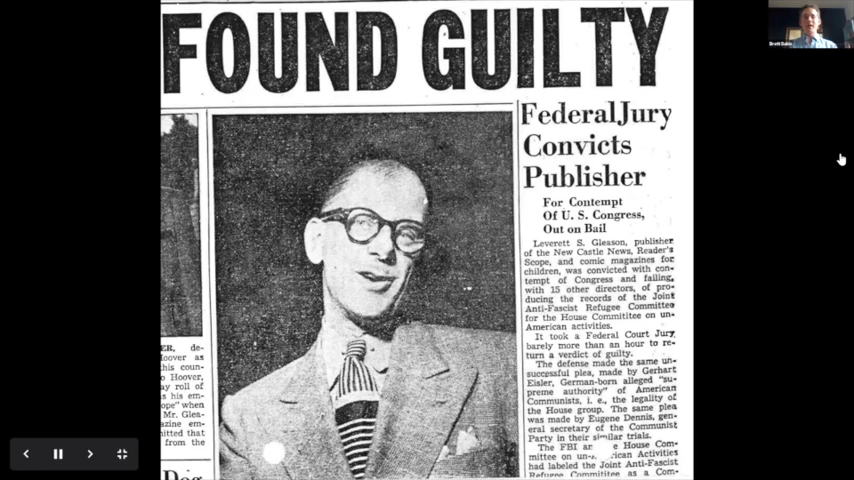 FOUND GUILTY
Brett Dakin
Federal Jury
Convicts
Publisher
For Contempt
Of U. S. Congress,
Out on Bail
Leverett S. Gleason, publisher
of the New Castle News, Reader's
Scope, and comic magazines for
children, was convicted with con-
tempt of Congress and failing,
with 15 other directors, of pro-
ducing the records of the Joint
Anti-Fascist Refugee Committee
for the House Commititee on un-
American activities.
It took a Federal Court Jury
barely more than an hour to re-
turn a verdict of guilty.
The defense made the same un-
successful plea, made by Gerhart
Eisler, German-born alleged "su-
preme authority" of American
Communists, i. e., the legality of
the House group. The same plea
was made by Eugene Dennis, gen-
eral secretary of the Communist
Party in their similar trials.
The FBI an House Com-
mittee on un- rican Activities
had labeled the Joint Anti-Fascist
Refugee Committee as a Com-
ER, de-
Hoover as
this coun-
o Hoover,
ay roll of
s his em-
ope" when
Mr. Glea-
azine em-
mitted that
from the
Dog